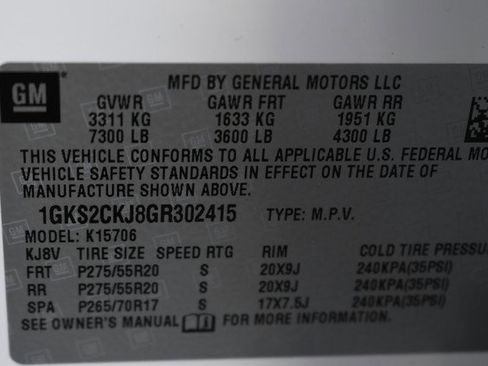 GM
MFD BY GENERAL MOTORS LLC
GVWR GAWR FRT GAWR RR
3311 KG 1633 KG 1951 KG
7300 LB 3600 LB 4300 LB
THIS VEHICLE CONFORMS TO ALL APPLICABLE U.S. FEDERAL MO
VEHICLE SAFETY STANDARDS IN EFFECT ON THE DATE OF
MANUFACTURE SHOWN ABOVE.
1GKS2CKJ8GR302415 TYPE: M.P.V.
MODEL: K15706
KJ8V TIRE SIZE SPEED RTG RIM COLD TIRE PRESSU
FRT P275/55R20 S 20X9J 240KPA(35PSI)
RR P275/55R20 S 20X9J 240KPA(35PSI)
SPA P265/70R17 S 17X7.5J 240KPA(35PSI)
SEE OWNER'S MANUAL FOR MORE INFORMATION.